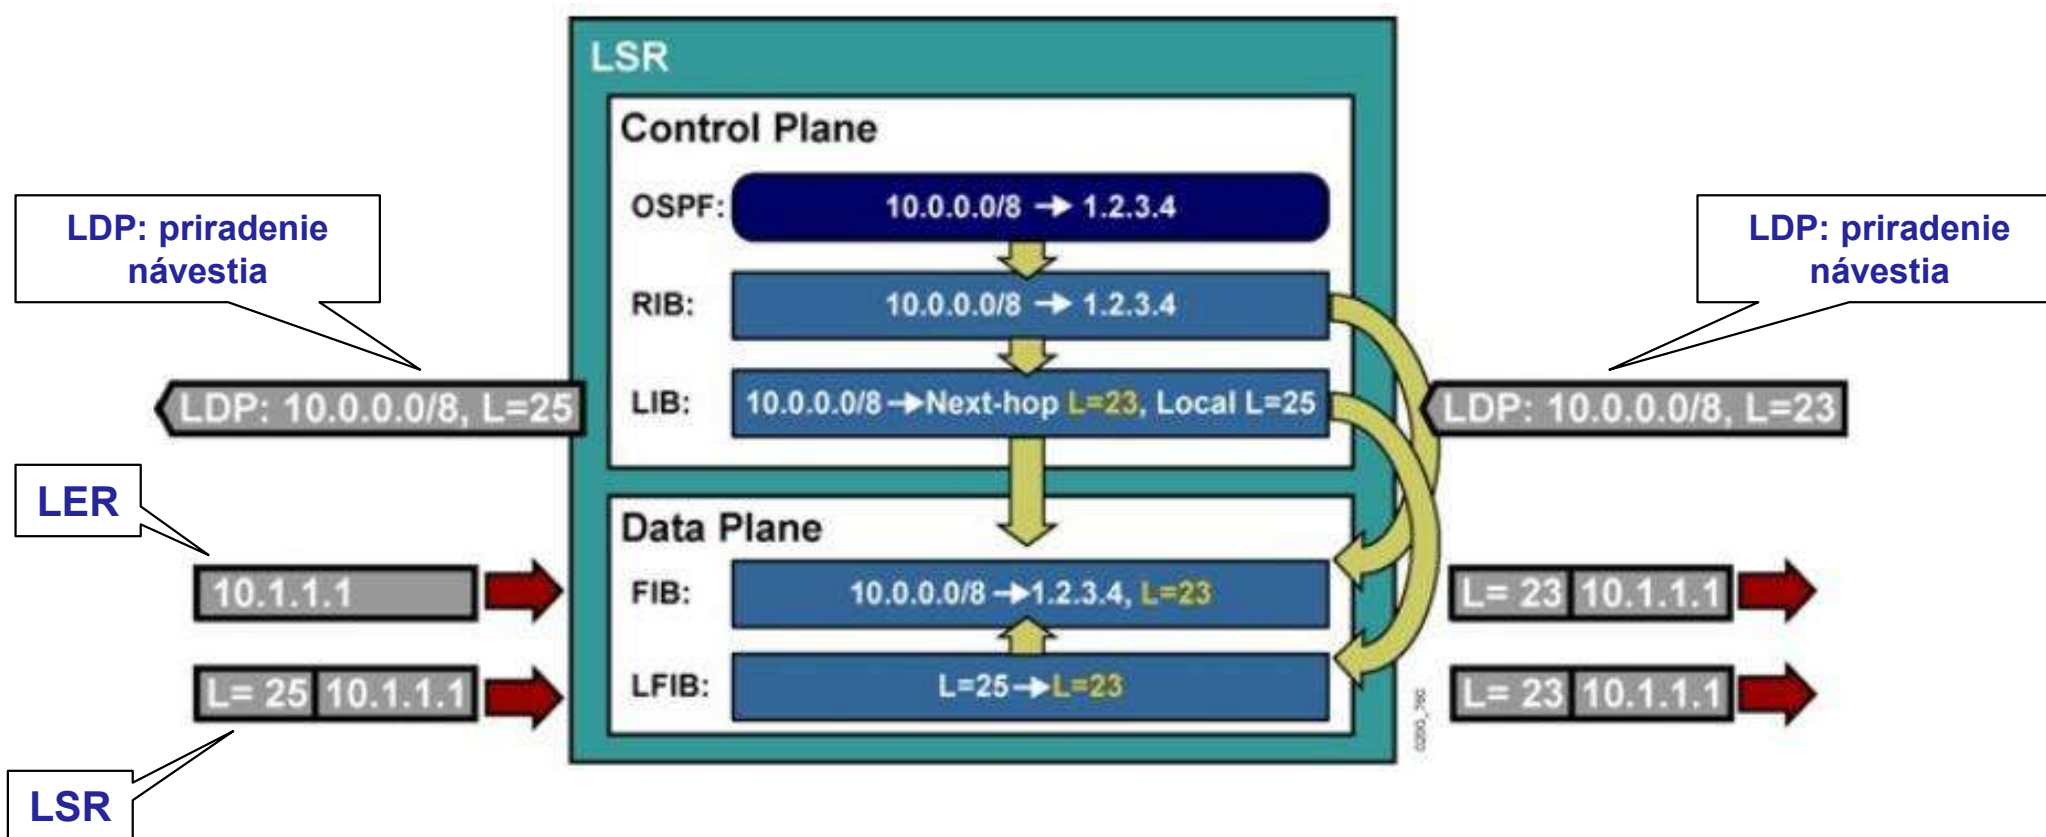 LSR
Control Plane
OSPF: 10.0.0.0/8 → 1.2.3.4
RIB: 10.0.0.0/8 → 1.2.3.4
LIB: 10.0.0.0/8 → Next-hop L=23, Local L=25
Data Plane
FIB: 10.0.0.0/8 → 1.2.3.4, L=23
LFIB: L=25 → L=23
LDP: priradenie
návestia
LDP: 10.0.0.0/8, L=25
LER
10.1.1.1
L= 25 10.1.1.1
LSR
LDP: priradenie
návestia
LDP: 10.0.0.0/8, L=23
L= 23 10.1.1.1
L= 23 10.1.1.1